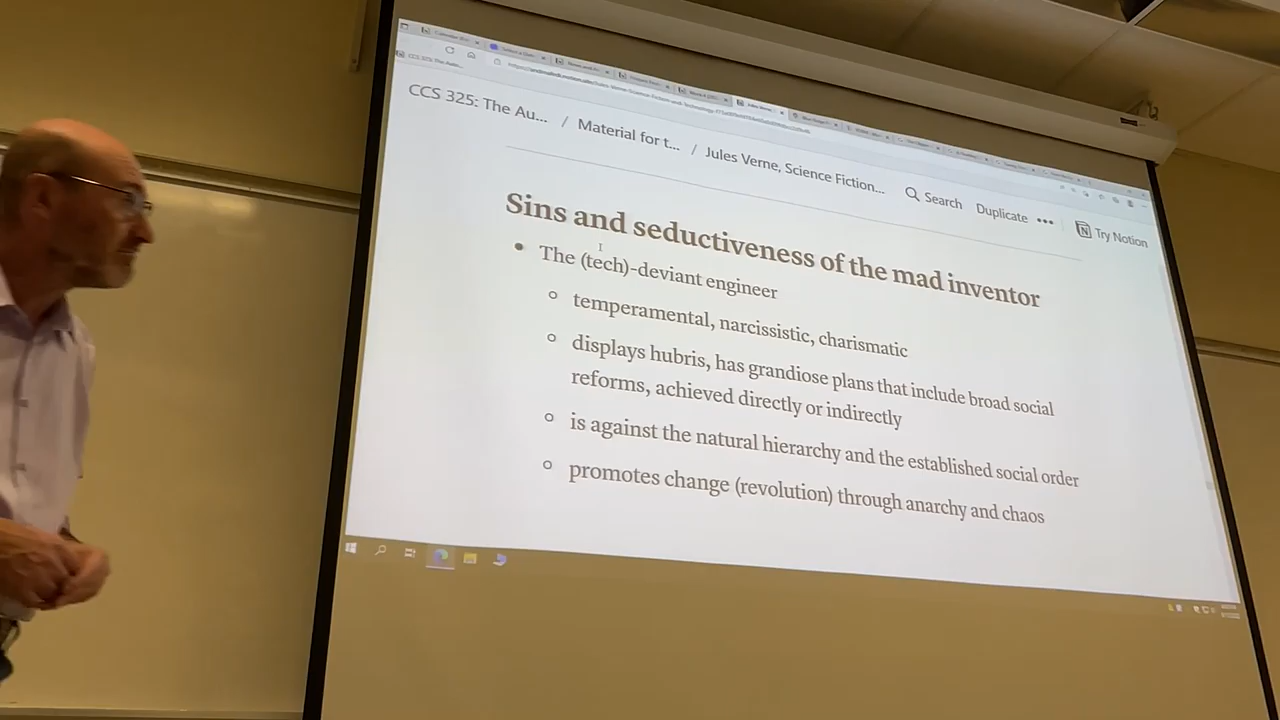 CCS 325: The Au... / Material for t... / Jules Verne, Science Fiction... Search Duplicate ••• Try Notion
Sins and seductiveness of the mad inventor
• The (tech)-deviant engineer
◦ temperamental, narcissistic, charismatic
◦ displays hubris, has grandiose plans that include broad social
reforms, achieved directly or indirectly
◦ is against the natural hierarchy and the established social order
◦ promotes change (revolution) through anarchy and chaos